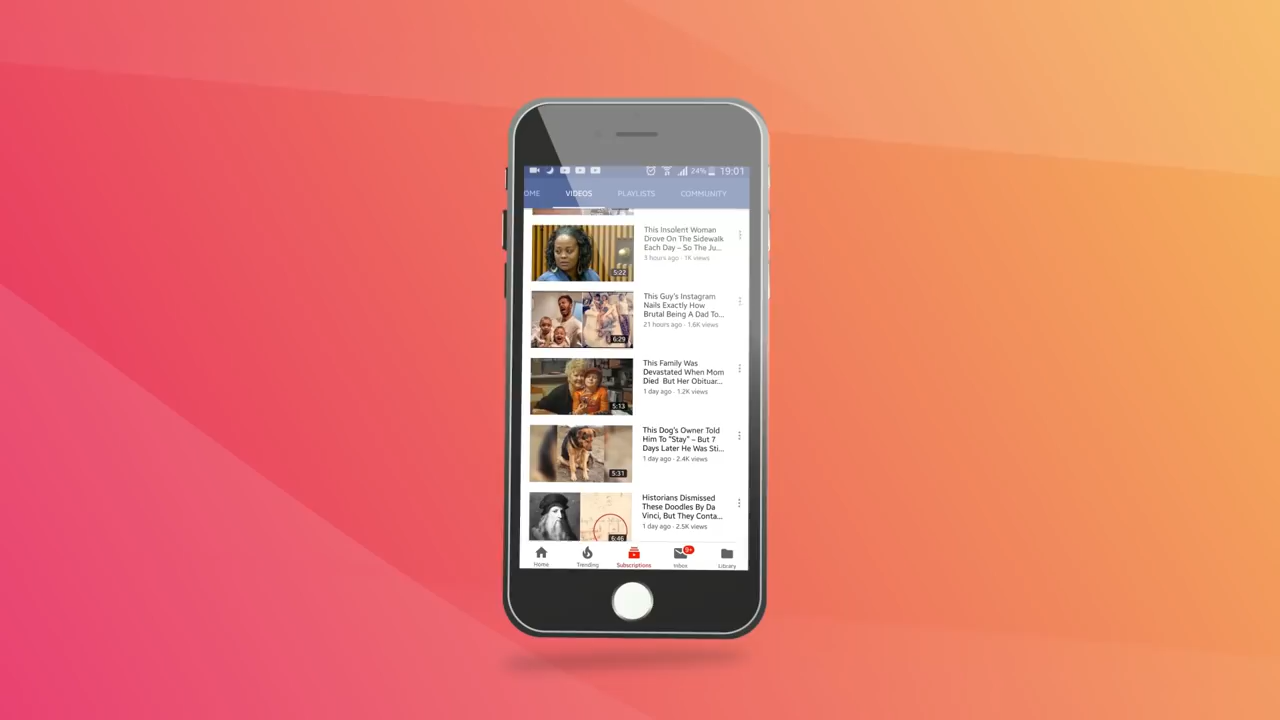 24% 19:01
OME VIDEOS PLAYLISTS COMMUNITY
This Insolent Woman
Drove On The Sidewalk
Each Day – So The Ju...
3 hours ago · 1K views
5:22
This Guy's Instagram
Nails Exactly How
Brutal Being A Dad To...
21 hours ago · 1.6K views
6:29
This Family Was
Devastated When Mom
Died But Her Obituar...
1 day ago · 1.2K views
5:13
This Dog's Owner Told
Him To "Stay" – But 7
Days Later He Was Sti...
1 day ago · 2.4K views
5:31
Historians Dismissed
These Doodles By Da
Vinci, But They Conta...
1 day ago · 2.5K views
6:46
9+
Home Trending Subscriptions Inbox Library